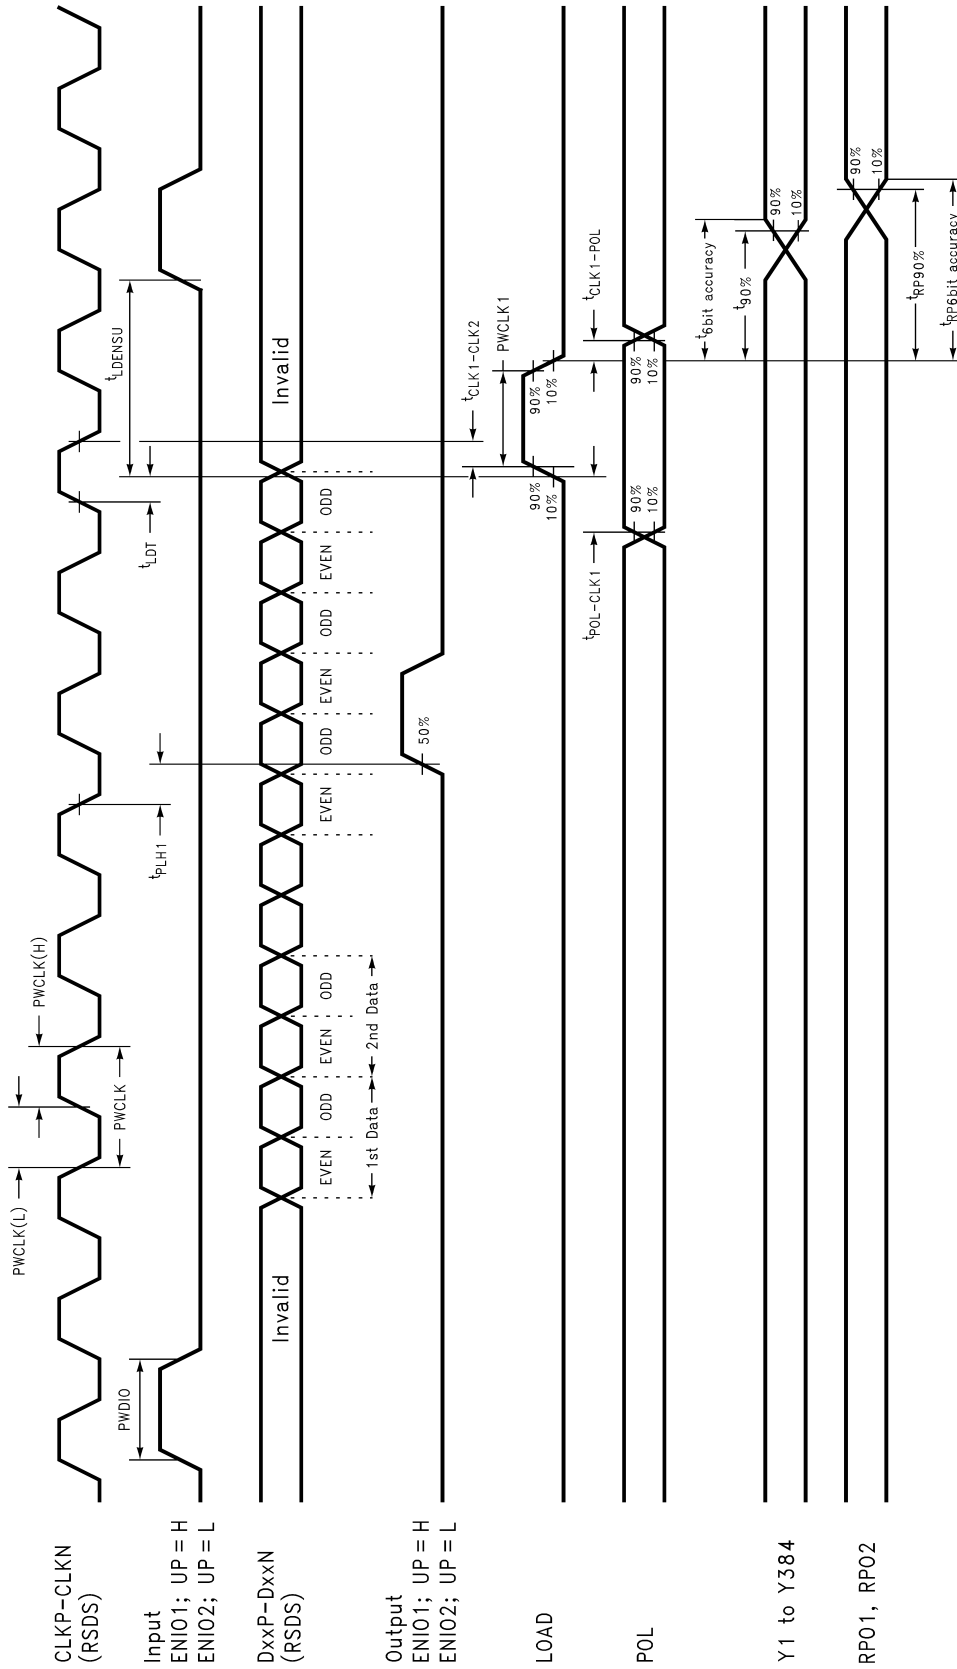 CLKP-CLKN
(RSDS)
PWCLK(L)
PWCLK(H)
PWCLK
tPLH1
tLDT
tLDENSU
Input
ENIO1; UP = H
ENIO2; UP = L
PWDIO
DxxP-DxxN
(RSDS)
Invalid
EVEN
ODD
EVEN
ODD
EVEN
ODD
EVEN
ODD
EVEN
ODD
Invalid
1st Data
2nd Data
Output
ENIO1; UP = H
ENIO2; UP = L
50%
LOAD
90%
10%
90%
10%
PWCLK1
tCLK1-CLK2
POL
tPOL-CLK1
90%
10%
90%
10%
tCLK1-POL
Y1 to Y384
t6bit accuracy
t90%
90%
10%
RPO1, RPO2
90%
10%
tRP90%
tRP6bit accuracy